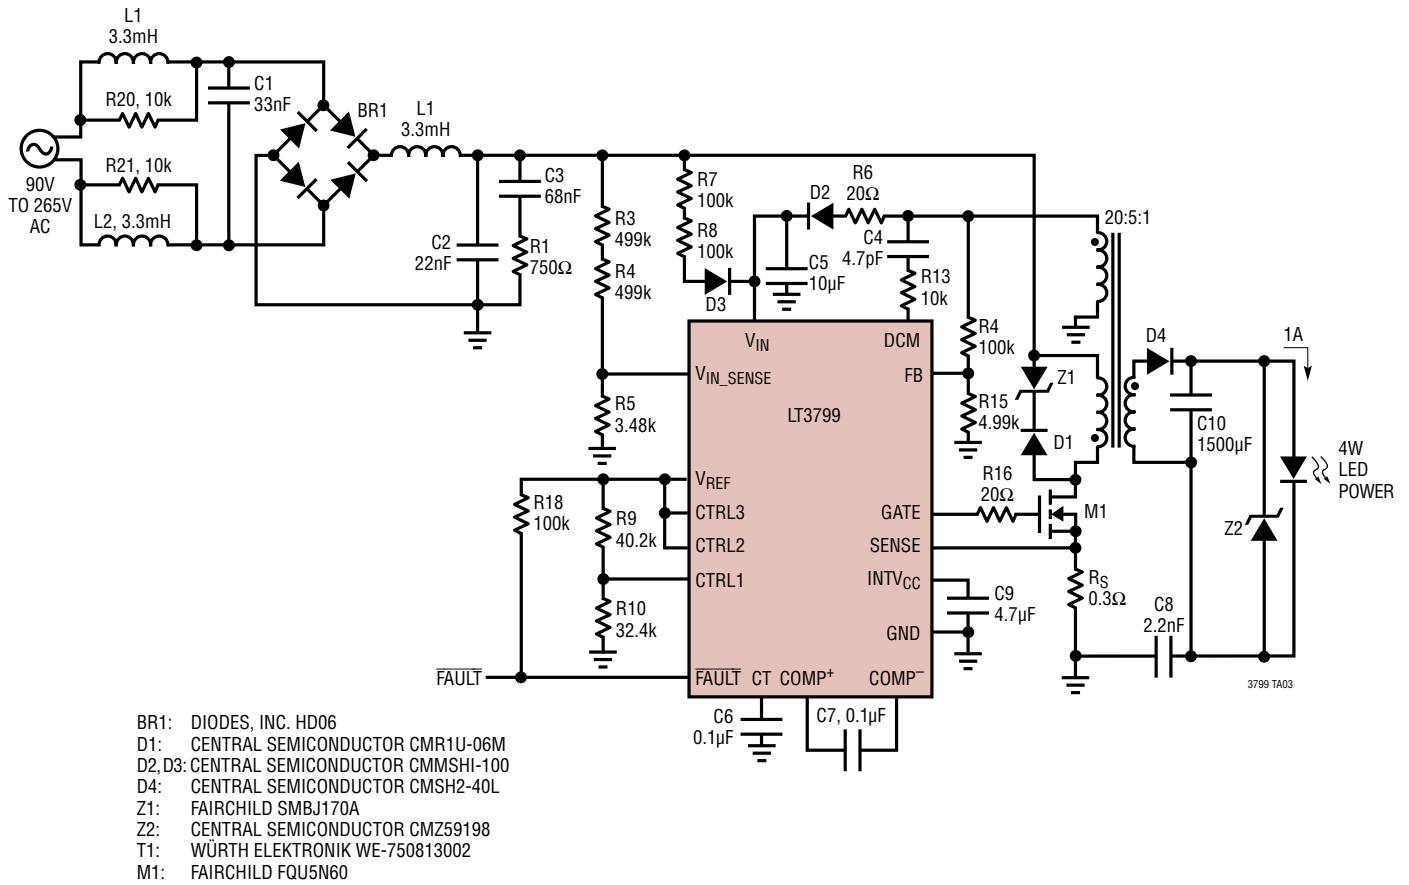 L1
3.3mH
R20, 10k
C1
33nF
BR1
L1
3.3mH
R21, 10k
90V
TO 265V
AC
L2, 3.3mH
C3
68nF
C2
22nF
R1
750Ω
R3
499k
R4
499k
R7
100k
R8
100k
D3
D2
R6
20Ω
C4
4.7pF
C5
10µF
R13
10k
20:5:1
R4
100k
R15
4.99k
R5
3.48k
VIN
DCM
VIN_SENSE
FB
LT3799
VREF
CTRL3
CTRL2
CTRL1
GATE
SENSE
INTVCC
GND
FAULT
CT
COMP+
COMP–
Z1
D1
D4
1A
C10
1500µF
4W
LED
POWER
Z2
R16
20Ω
M1
RS
0.3Ω
C8
2.2nF
C9
4.7µF
R18
100k
R9
40.2k
R10
32.4k
FAULT
C6
0.1µF
C7, 0.1µF
3799 TA03
BR1: DIODES, INC. HD06
D1: CENTRAL SEMICONDUCTOR CMR1U-06M
D2,D3: CENTRAL SEMICONDUCTOR CMMSHI-100
D4: CENTRAL SEMICONDUCTOR CMSH2-40L
Z1: FAIRCHILD SMBJ170A
Z2: CENTRAL SEMICONDUCTOR CMZ59198
T1: WÜRTH ELEKTRONIK WE-750813002
M1: FAIRCHILD FQU5N60